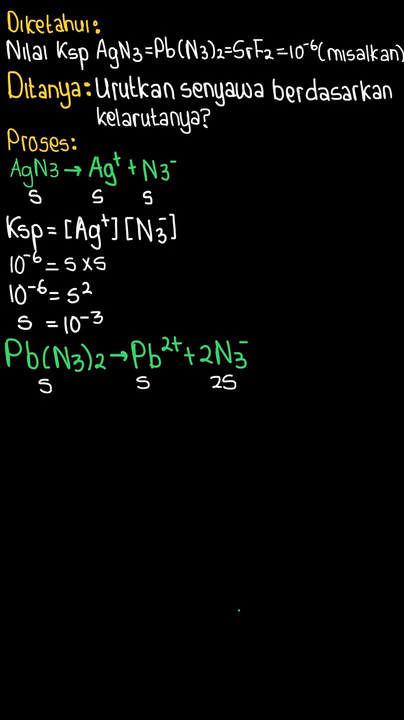 Diketahui:
Nilai Ksp AgN3=Pb(N3)2=SrF2=10⁻⁶(misalkan)
Ditanya: Urutkan senyawa berdasarkan
kelarutanya?
Proses:
AgN3 → Ag⁺ + N3⁻
s s s
Ksp = [Ag⁺][N3⁻]
10⁻⁶ = s × s
10⁻⁶ = s²
s = 10⁻³
Pb(N3)2 → Pb²⁺ + 2N3⁻
s s 2s